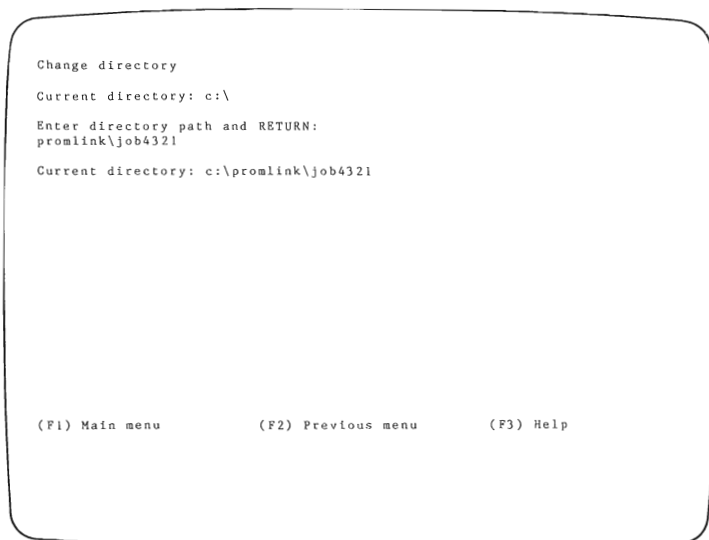 Change directory
Current directory: c:\
Enter directory path and RETURN:
promlink\job4321
Current directory: c:\promlink\job4321
(F1) Main menu (F2) Previous menu (F3) Help